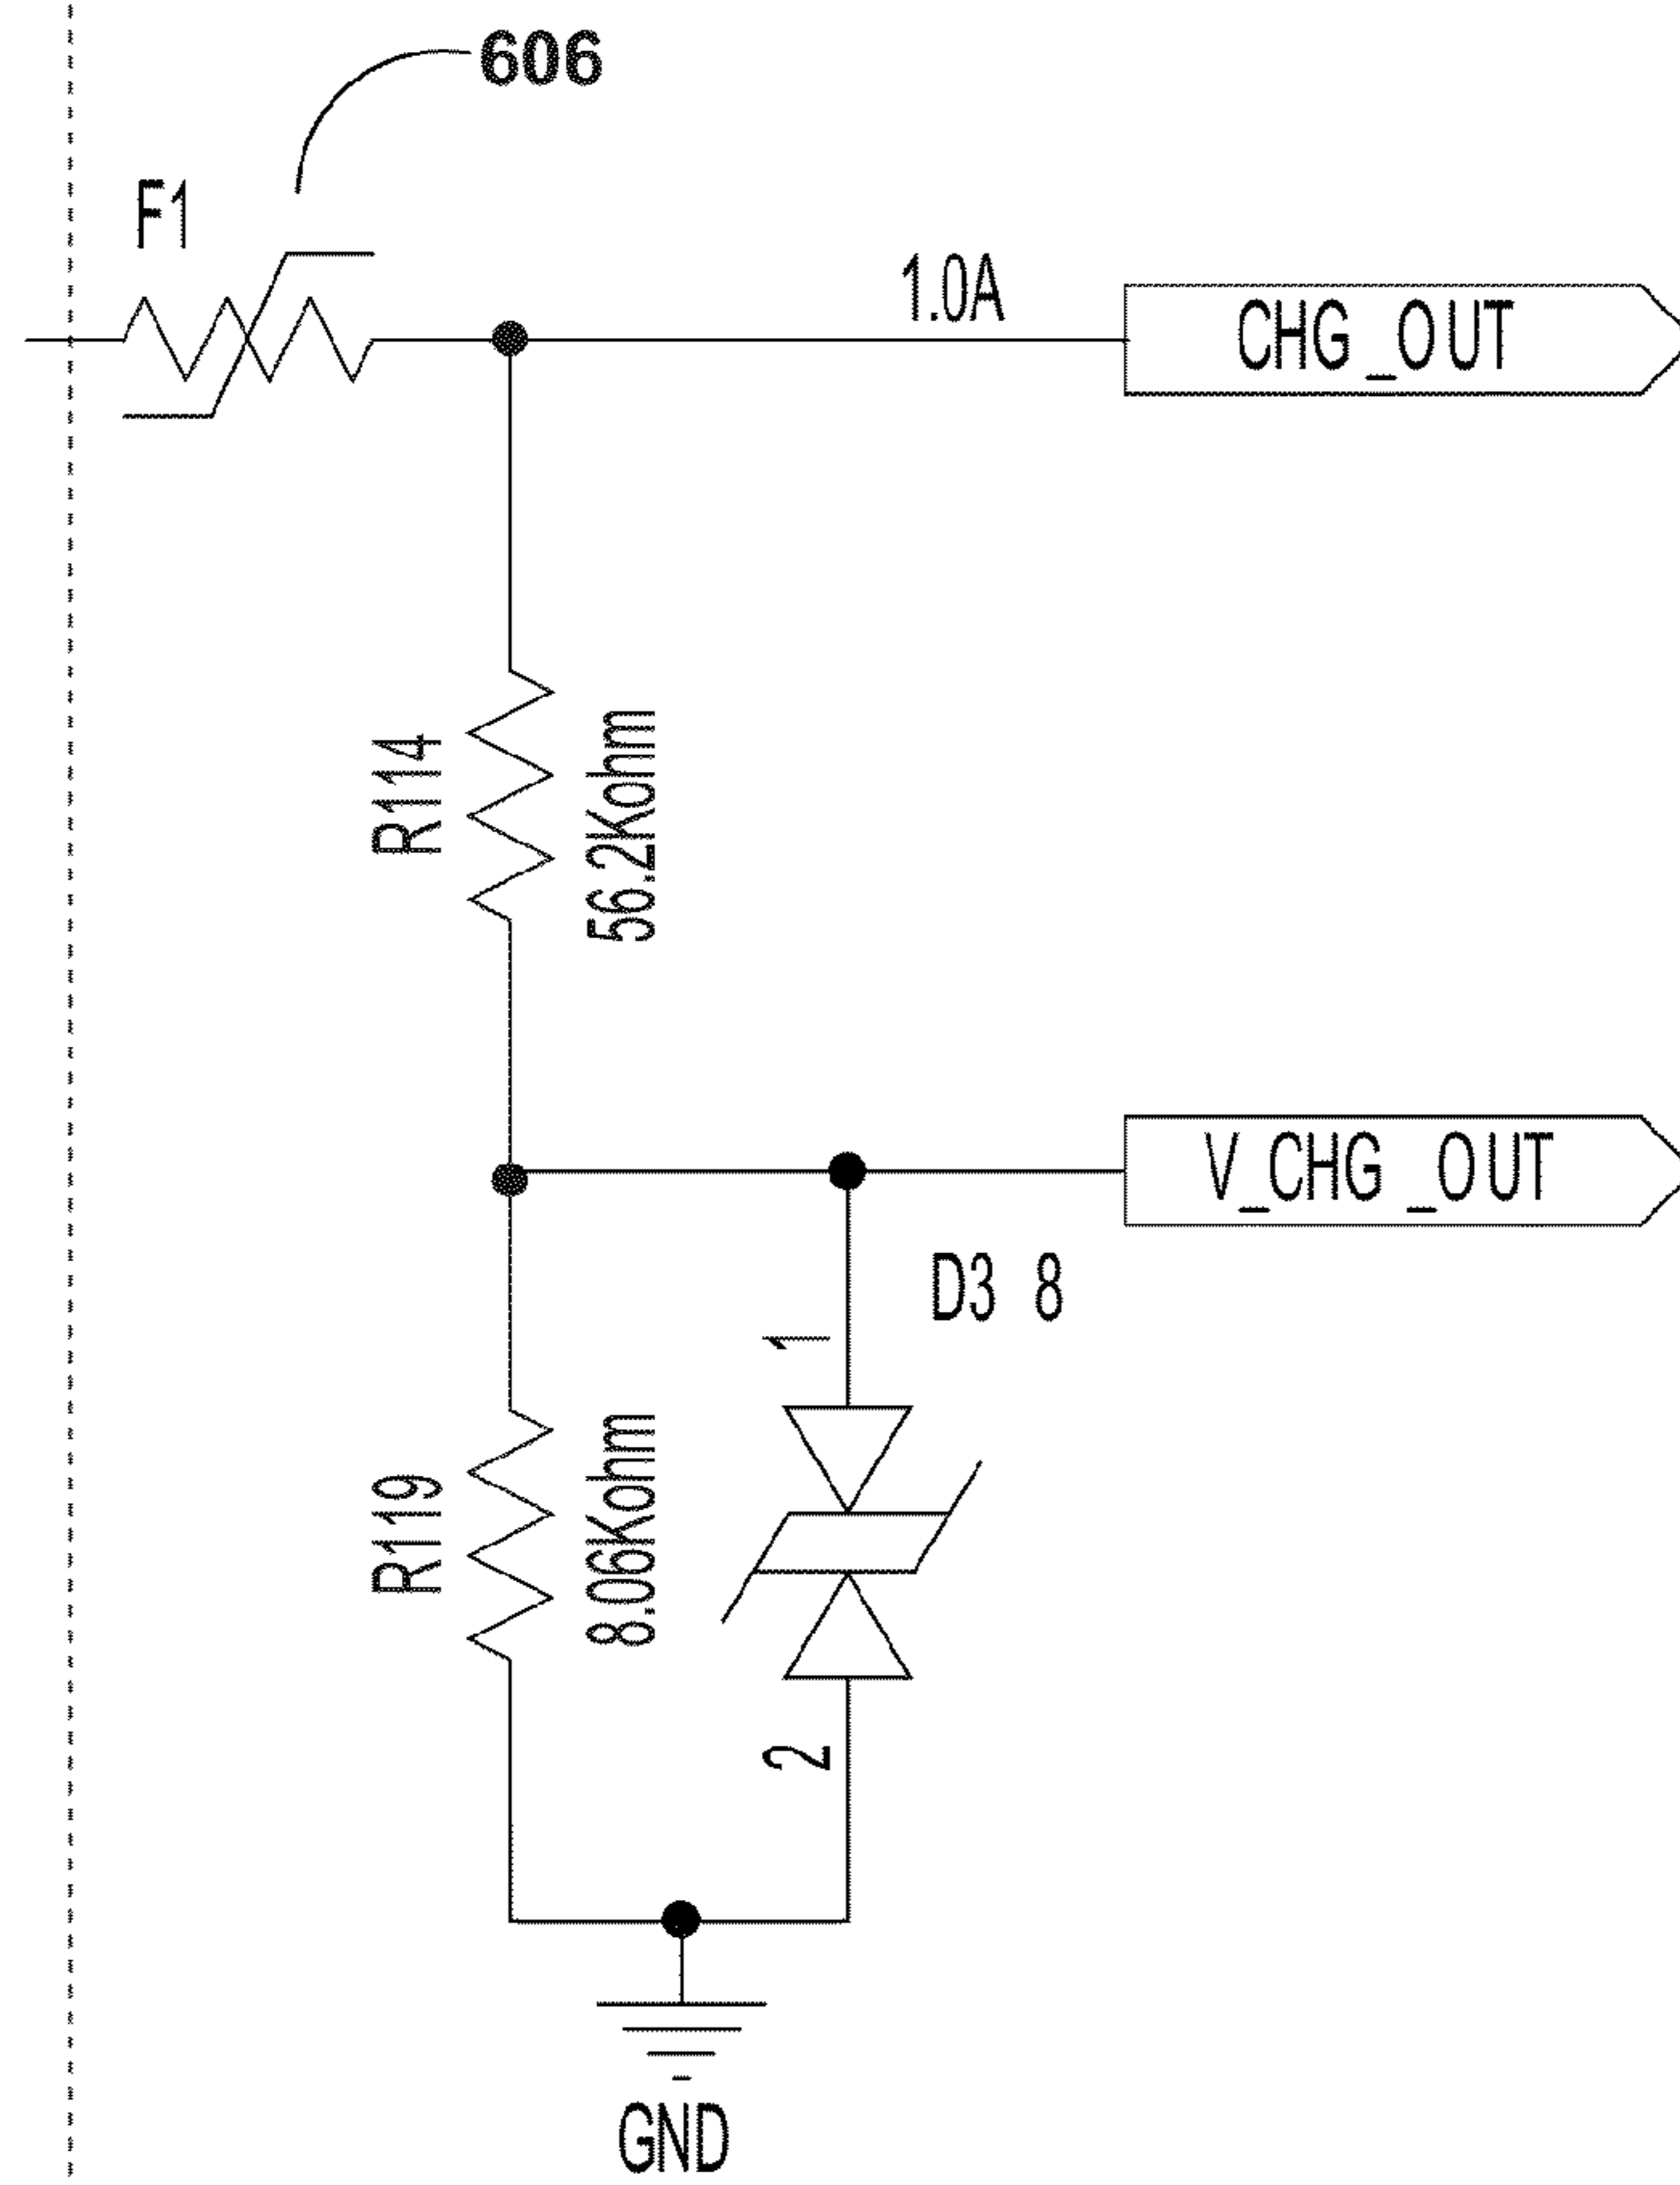 606
F1
1.0A
CHG_OUT
R114
56.2Kohm
V_CHG_OUT
D3 8
1
R119
8.06Kohm
2
GND